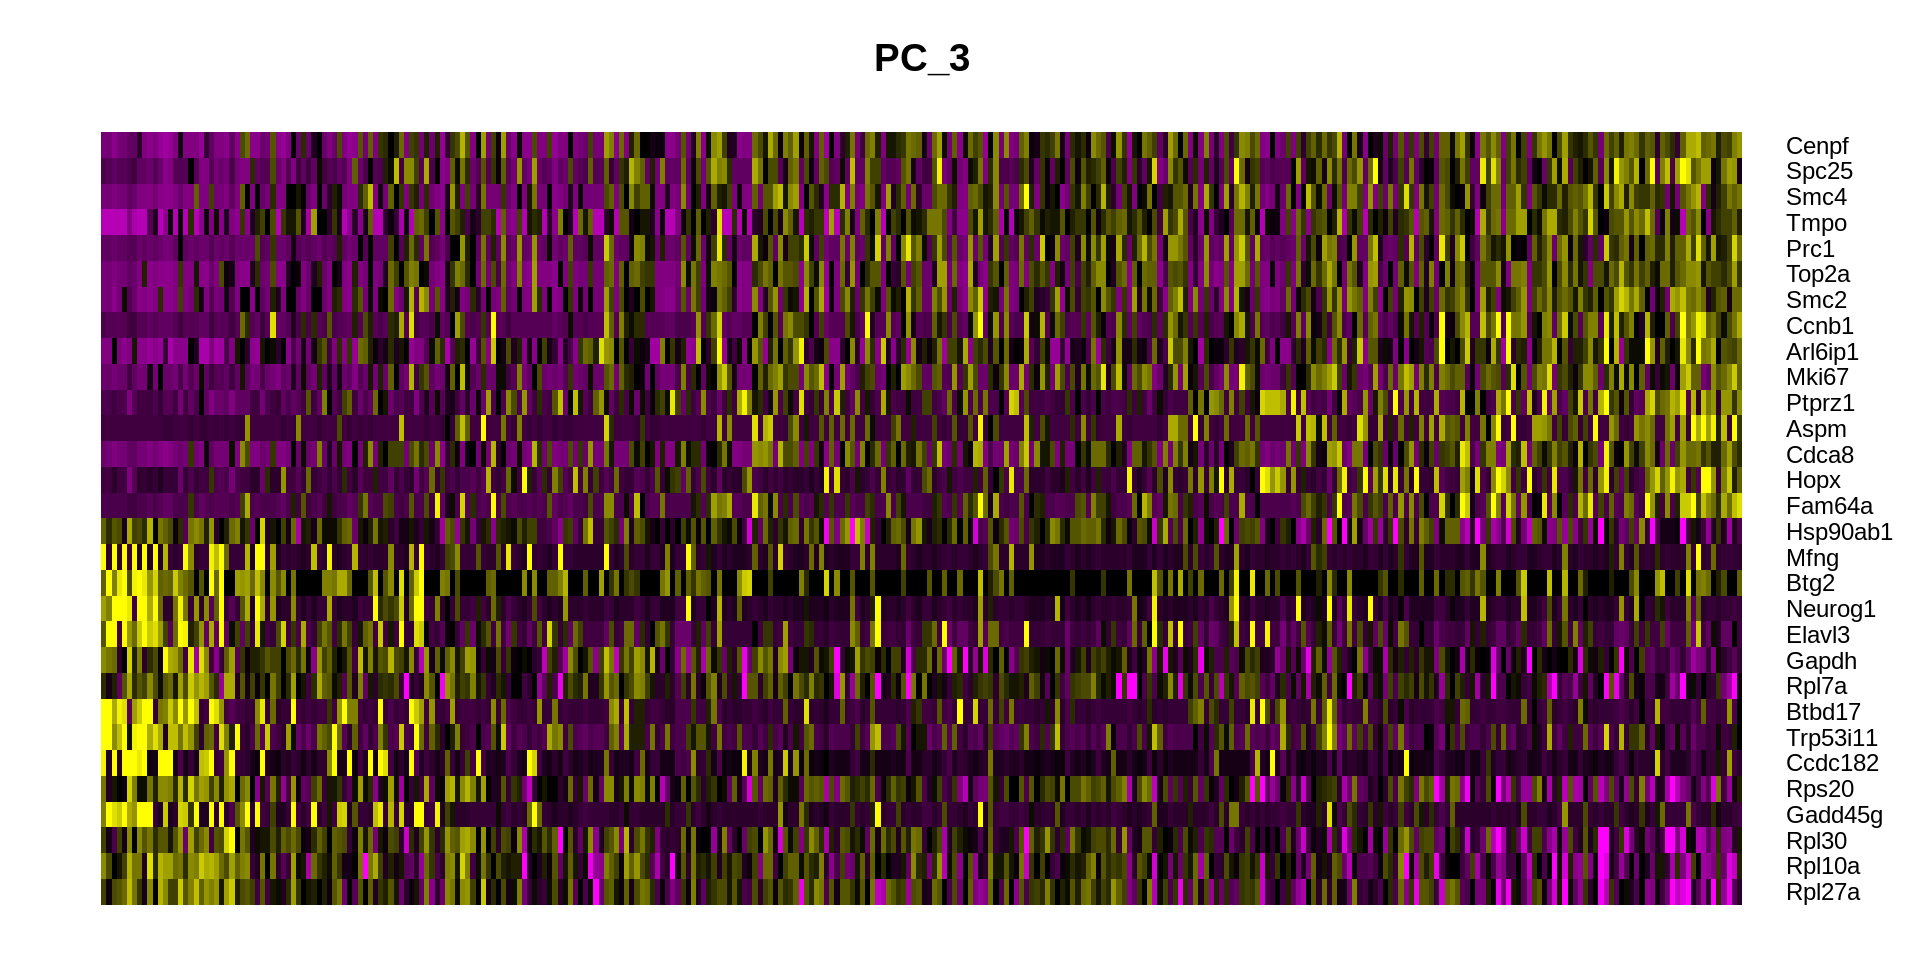 PC_3
Cenpf
Spc25
Smc4
Tmpo
Prc1
Top2a
Smc2
Ccnb1
Arl6ip1
Mki67
Ptprz1
Aspm
Cdca8
Hopx
Fam64a
Hsp90ab1
Mfng
Btg2
Neurog1
Elavl3
Gapdh
Rpl7a
Btbd17
Trp53i11
Ccdc182
Rps20
Gadd45g
Rpl30
Rpl10a
Rpl27a